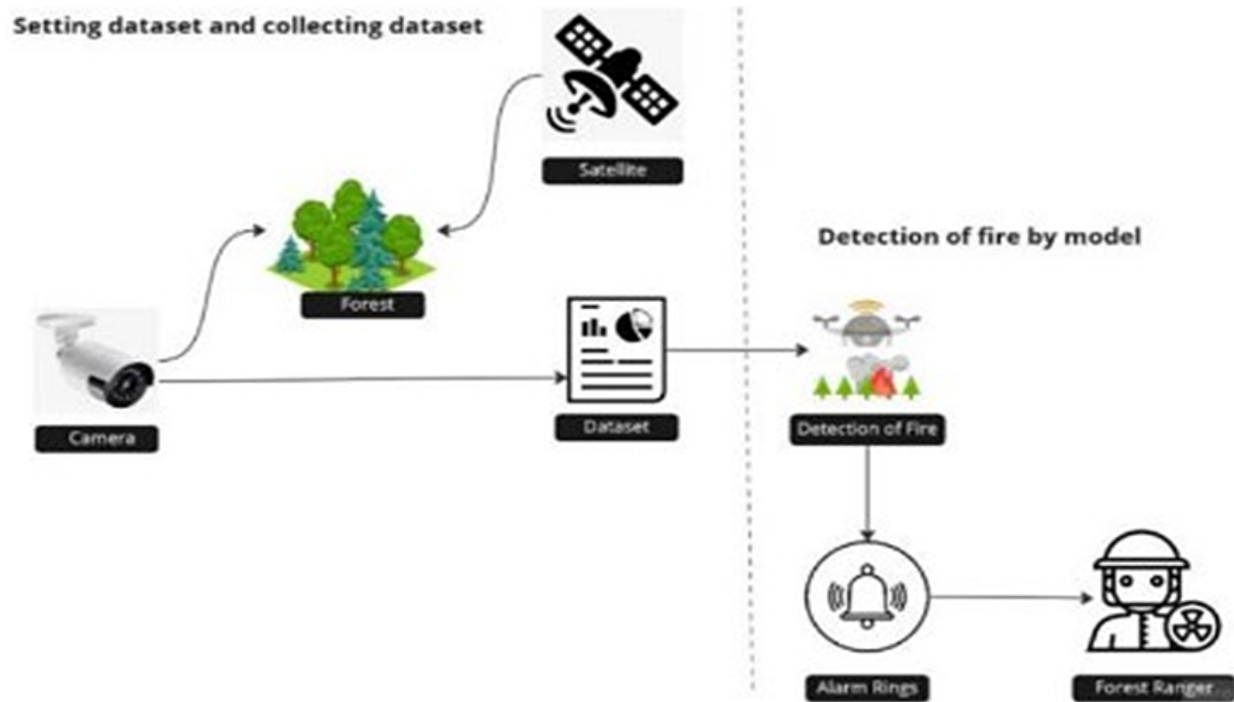 Setting dataset and collecting dataset
Satellite
Detection of fire by model
Forest
Camera
Dataset
Detection of Fire
Alarm Rings
Forest Ranger